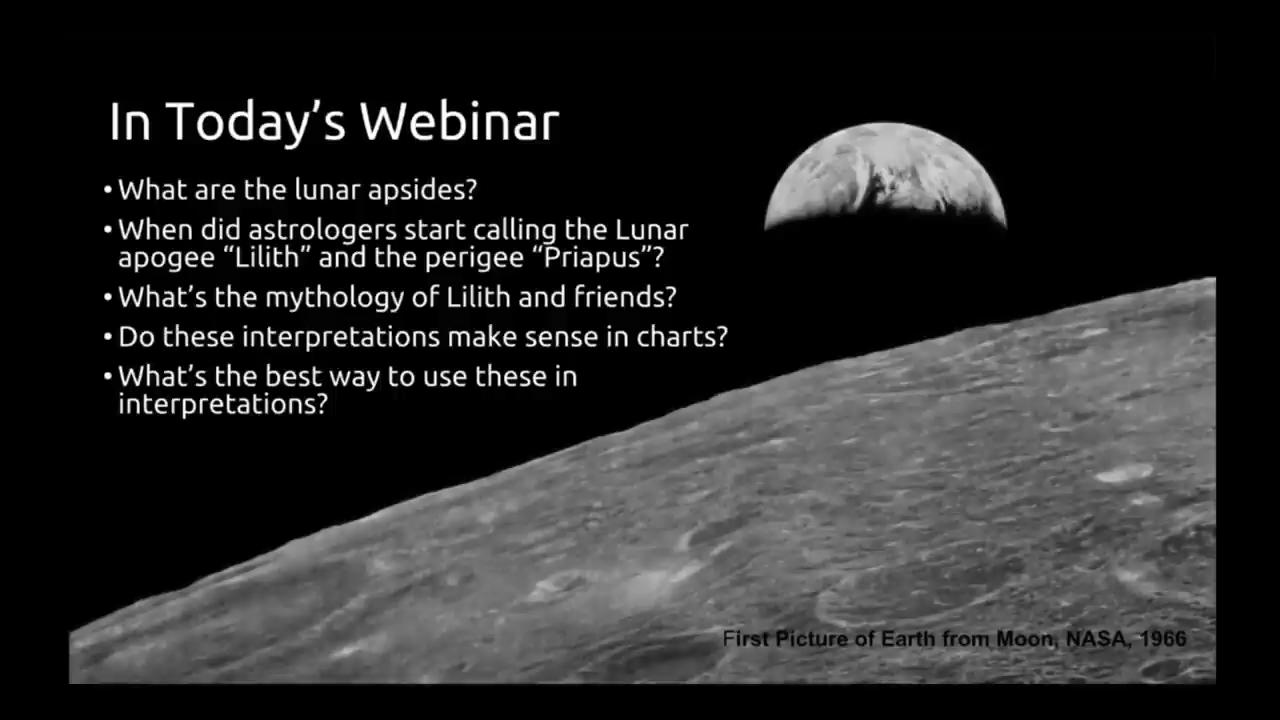 In Today’s Webinar
• What are the lunar apsides?
• When did astrologers start calling the Lunar
apogee “Lilith” and the perigee “Priapus”?
• What’s the mythology of Lilith and friends?
• Do these interpretations make sense in charts?
• What’s the best way to use these in
interpretations?
First Picture of Earth from Moon, NASA, 1966